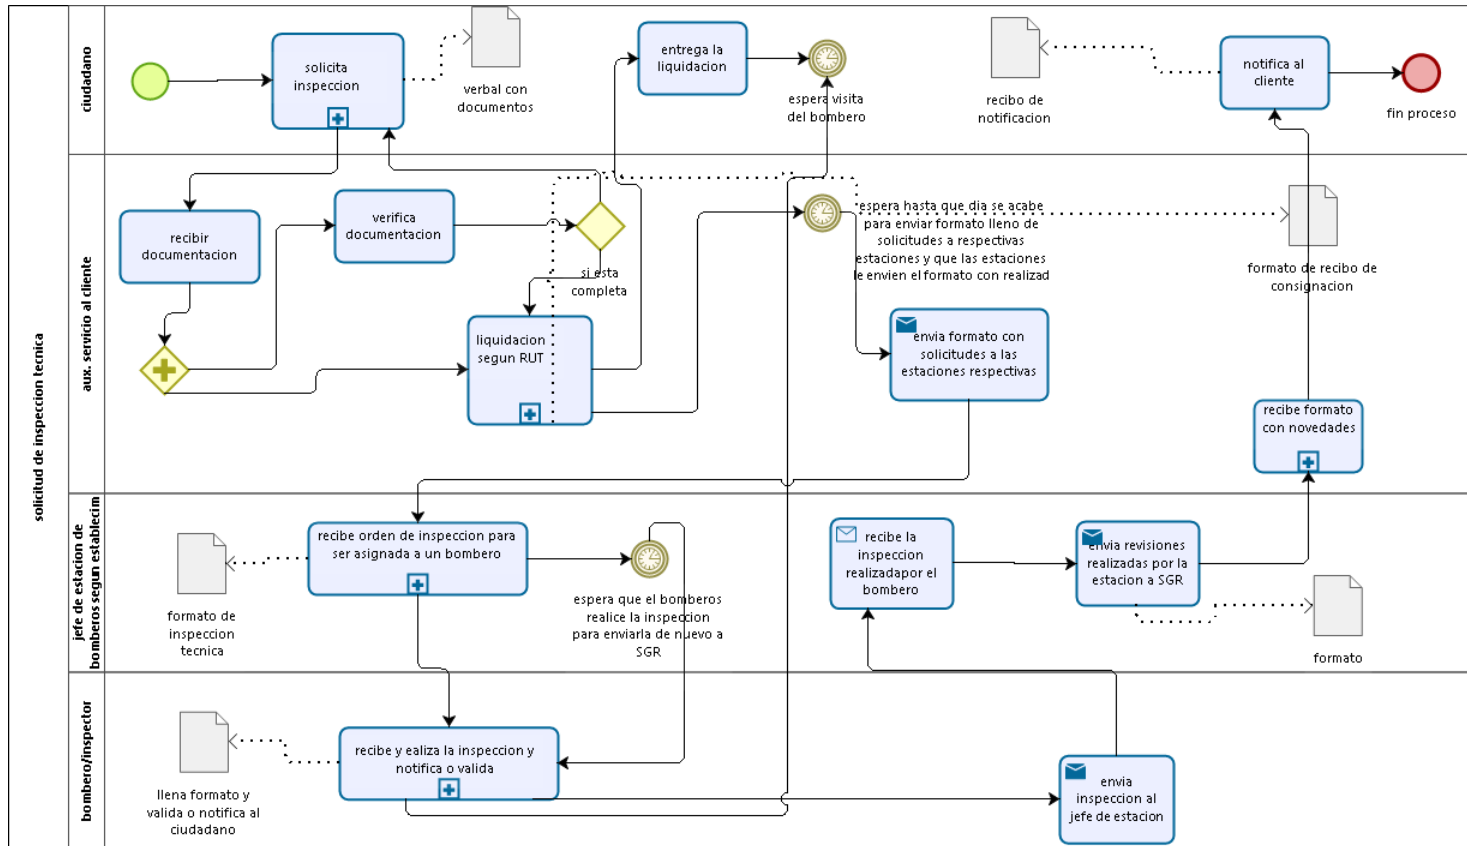 solicitud de inspeccion tecnica
ciudadano
solicita
inspeccion
verbal con
documentos
entrega la
liquidacion
espera visita
del bombero
recibo de
notificacion
notifica al
cliente
fin proceso
aux. servicio al cliente
recibir
documentacion
verifica
documentacion
si esta
completa
liquidacion
segun RUT
espera hasta que dia se acabe
para enviar formato lleno de
solicitudes a respectivas
estaciones y que las estaciones
le envien el formato con realizad
envia formato con
solicitudes a las
estaciones respectivas
formato de recibo de
consignacion
recibe formato
con novedades
jefe de estacion de
bomberos segun establecim
formato de
inspeccion
tecnica
recibe orden de inspeccion para
ser asignada a un bombero
espera que el bomberos
realice la inspeccion
para enviarla de nuevo a
SGR
recibe la
inspeccion
realizadapor el
bombero
envia revisiones
realizadas por la
estacion a SGR
formato
bombero/inspector
llena formato y
valida o notifica al
ciudadano
recibe y ealiza la inspeccion y
notifica o valida
envia
inspeccion al
jefe de estacion